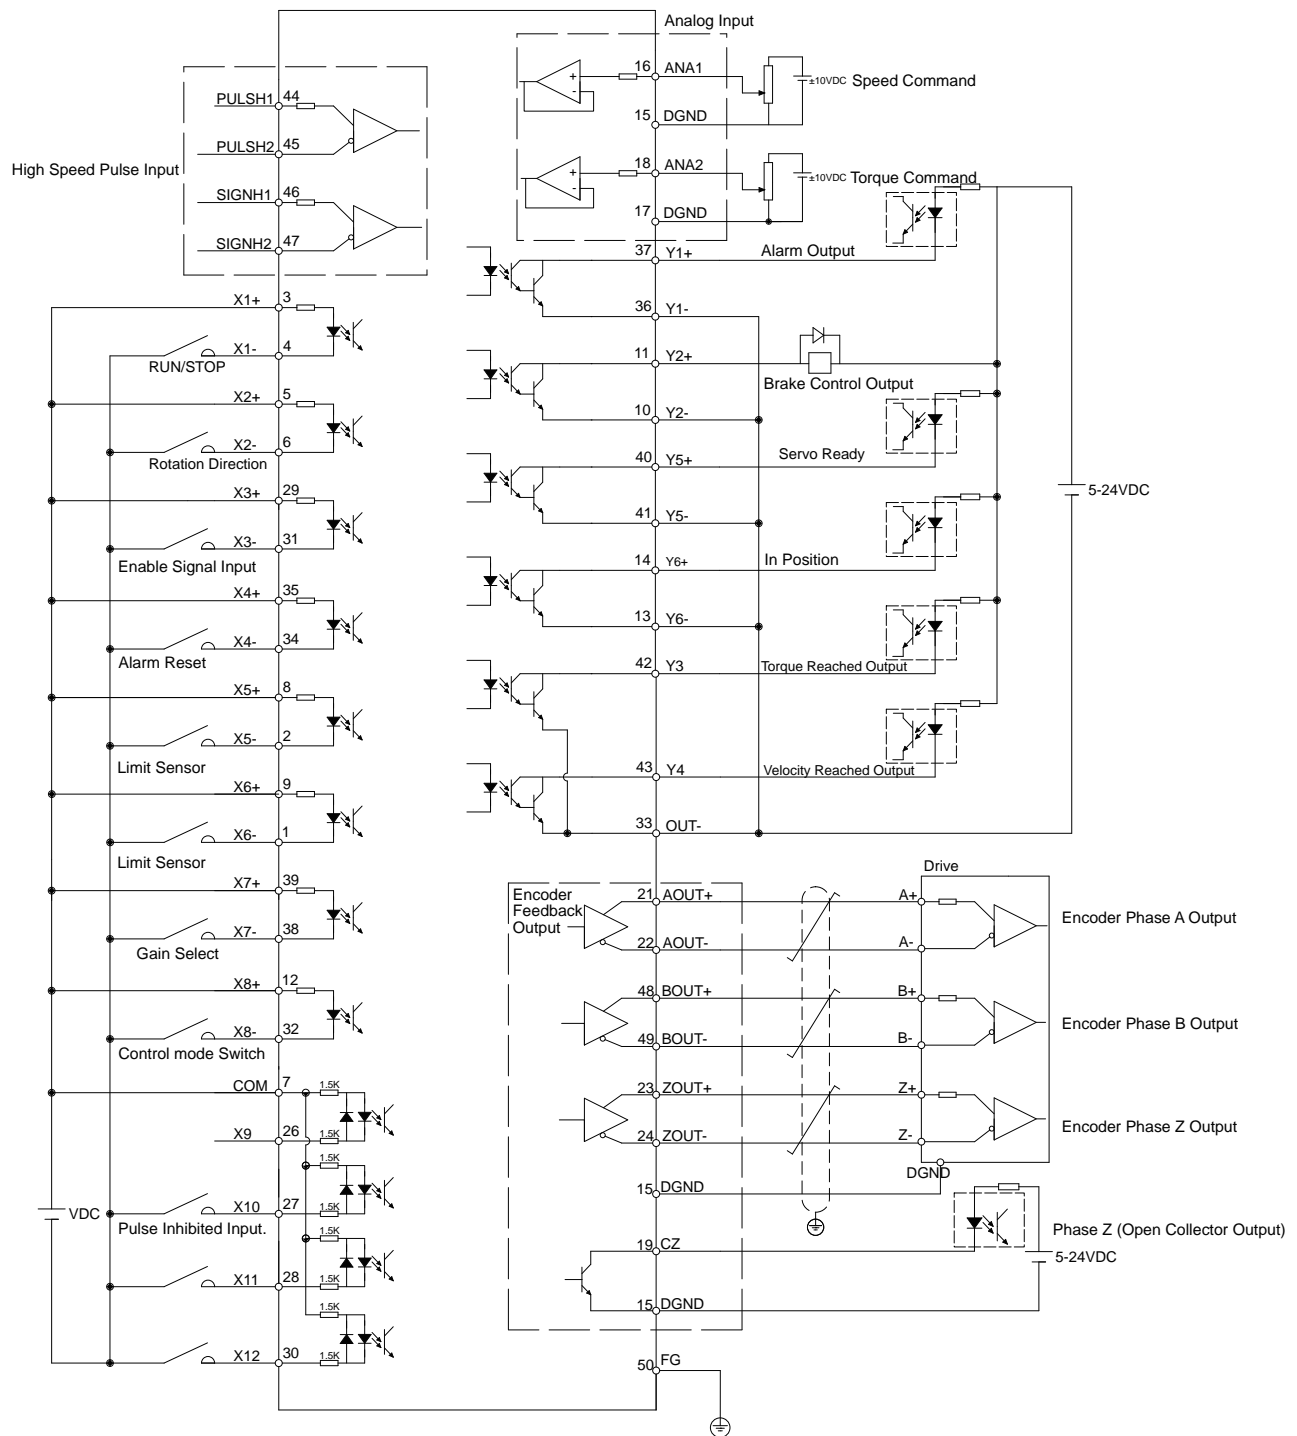 Analog Input
16 ANA1
±10VDC Speed Command
15 DGND
18 ANA2
±10VDC Torque Command
17 DGND
High Speed Pulse Input
PULSH1 44
PULSH2 45
SIGNH1 46
SIGNH2 47
X1+ 3
X1- 4
RUN/STOP
X2+ 5
X2- 6
Rotation Direction
X3+ 29
X3- 31
Enable Signal Input
X4+ 35
X4- 34
Alarm Reset
X5+ 8
X5- 2
Limit Sensor
X6+ 9
X6- 1
Limit Sensor
X7+ 39
X7- 38
Gain Select
X8+ 12
X8- 32
Control mode Switch
COM 7 1.5K
X9 26 1.5K
1.5K
X10 27 1.5K
Pulse Inhibited Input.
VDC
1.5K
X11 28 1.5K
1.5K
X12 30 1.5K
37 Y1+ Alarm Output
36 Y1-
11 Y2+
Brake Control Output
10 Y2-
40 Y5+ Servo Ready
41 Y5-
14 Y6+ In Position
13 Y6-
42 Y3 Torque Reached Output
43 Y4 Velocity Reached Output
33 OUT-
5-24VDC
Encoder
Feedback
Output
Drive
21 AOUT+ A+
22 AOUT- A-
Encoder Phase A Output
48 BOUT+ B+
49 BOUT- B-
Encoder Phase B Output
23 ZOUT+ Z+
24 ZOUT- Z-
Encoder Phase Z Output
DGND
15 DGND
19 CZ
Phase Z (Open Collector Output)
5-24VDC
15 DGND
50 FG